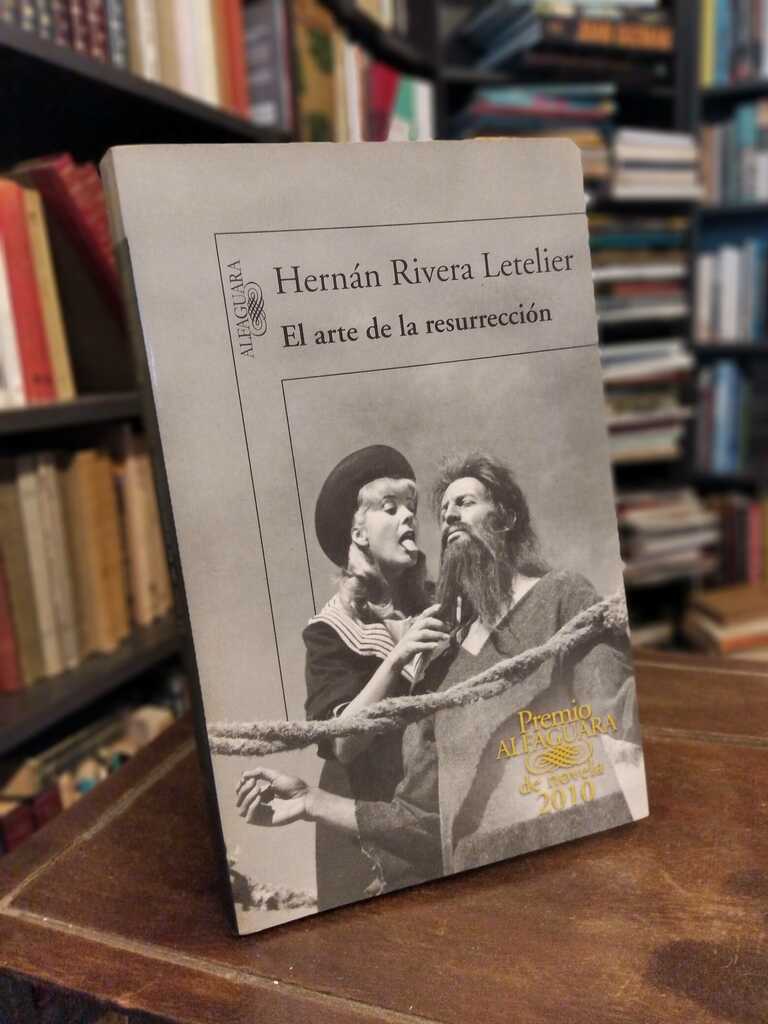 ALFAGUARA
Hernán Rivera Letelier
El arte de la resurrección
Premio
ALFAGUARA
de novela
2010